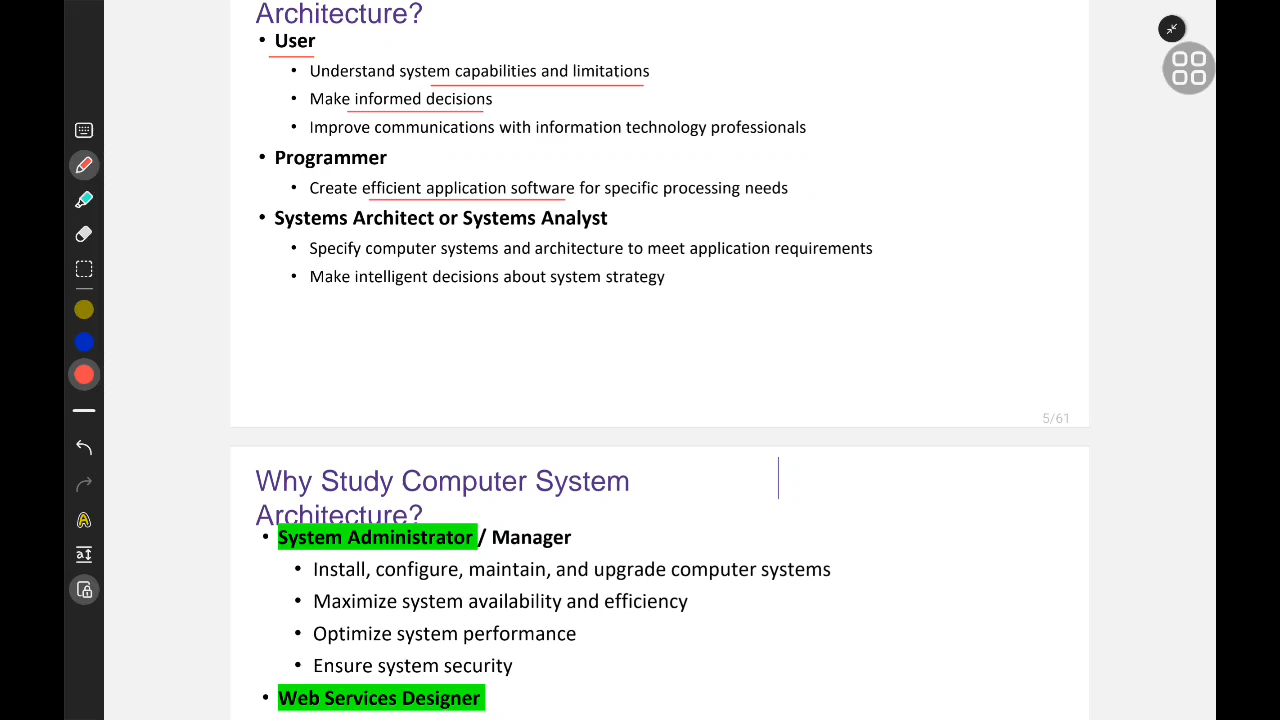 Architecture?
• User
• Understand system capabilities and limitations
• Make informed decisions
• Improve communications with information technology professionals
• Programmer
• Create efficient application software for specific processing needs
• Systems Architect or Systems Analyst
• Specify computer systems and architecture to meet application requirements
• Make intelligent decisions about system strategy
5/61
Why Study Computer System
Architecture?
• System Administrator / Manager
• Install, configure, maintain, and upgrade computer systems
• Maximize system availability and efficiency
• Optimize system performance
• Ensure system security
• Web Services Designer